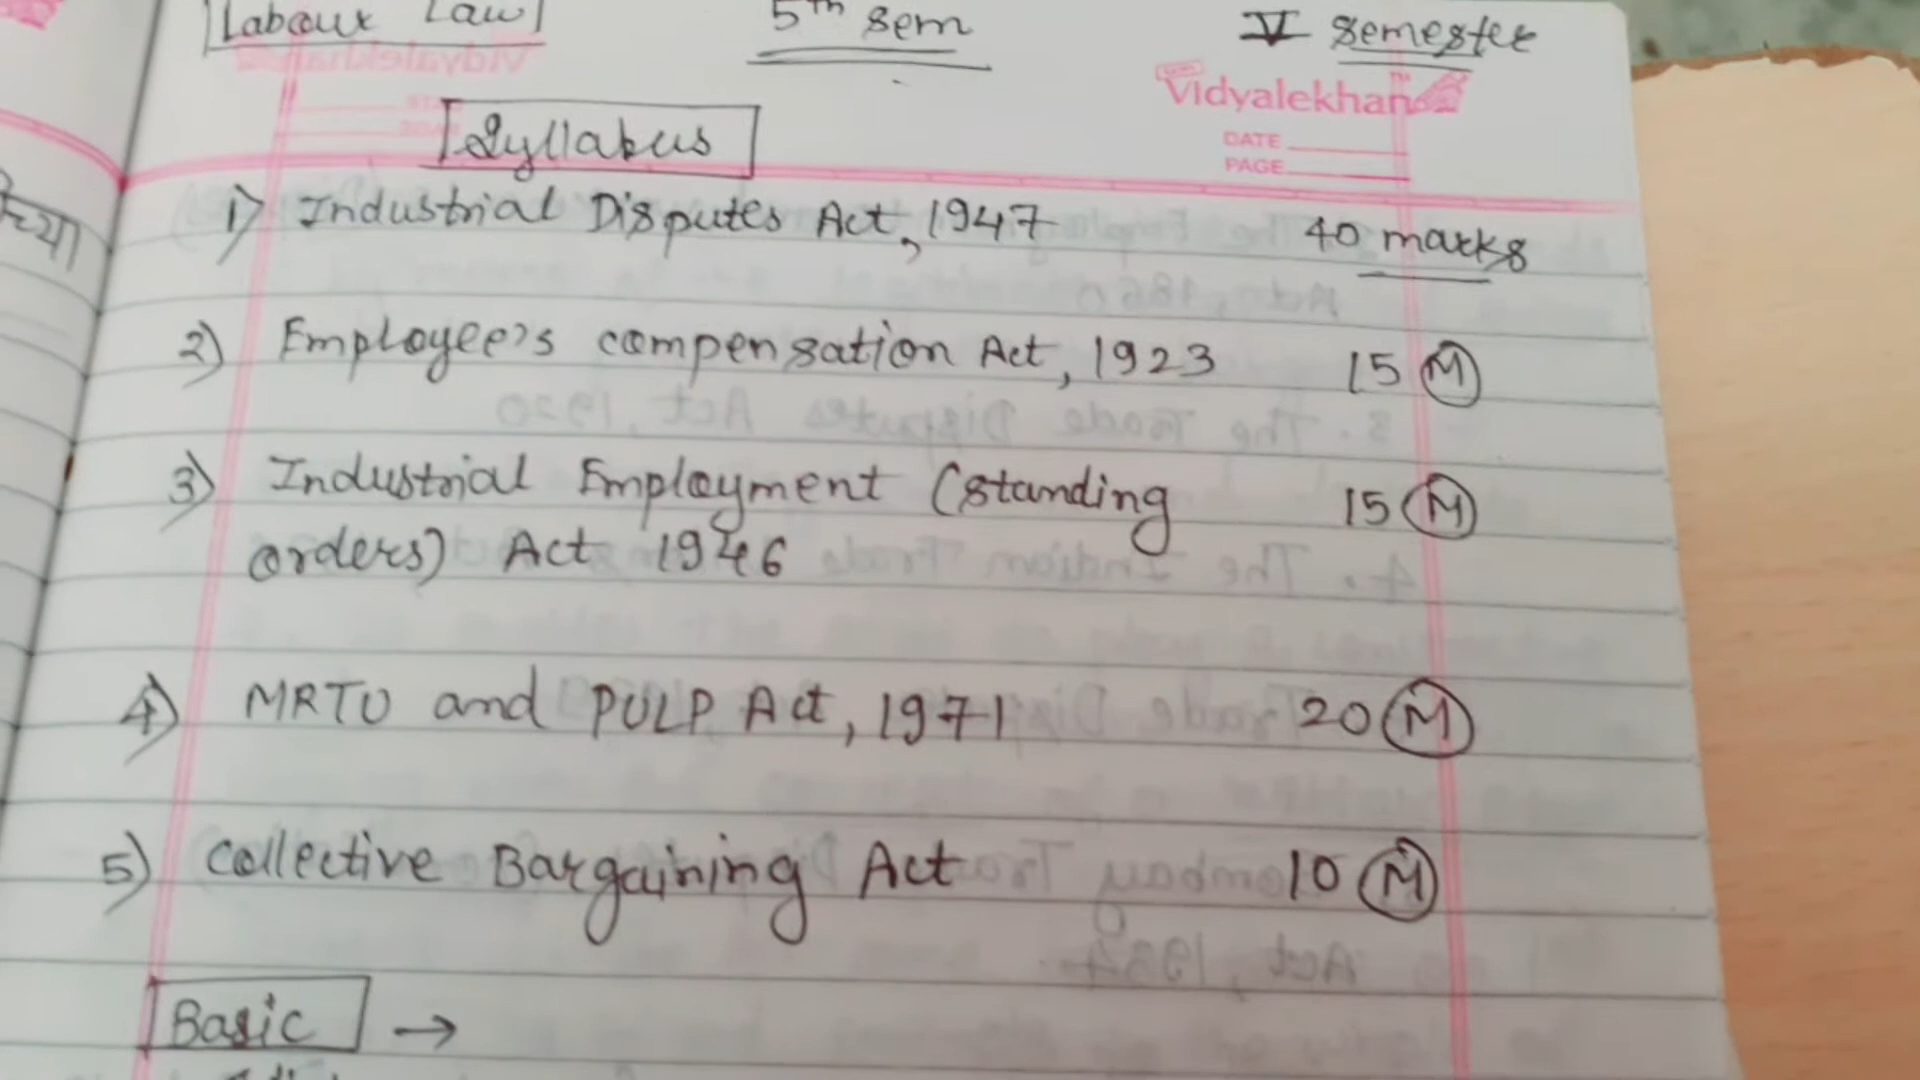 Labour Law 5th sem V semester
Vidyalekhan™
Syllabus
DATE
PAGE
1) Industrial Disputes Act, 1947 40 marks
2) Employee's compensation Act, 1923 15 M
3) Industrial Employment (standing 15 M
orders) Act 1946
4) MRTU and PULP Act, 1971 20 M
5) Collective Bargaining Act 10 M
Basic →